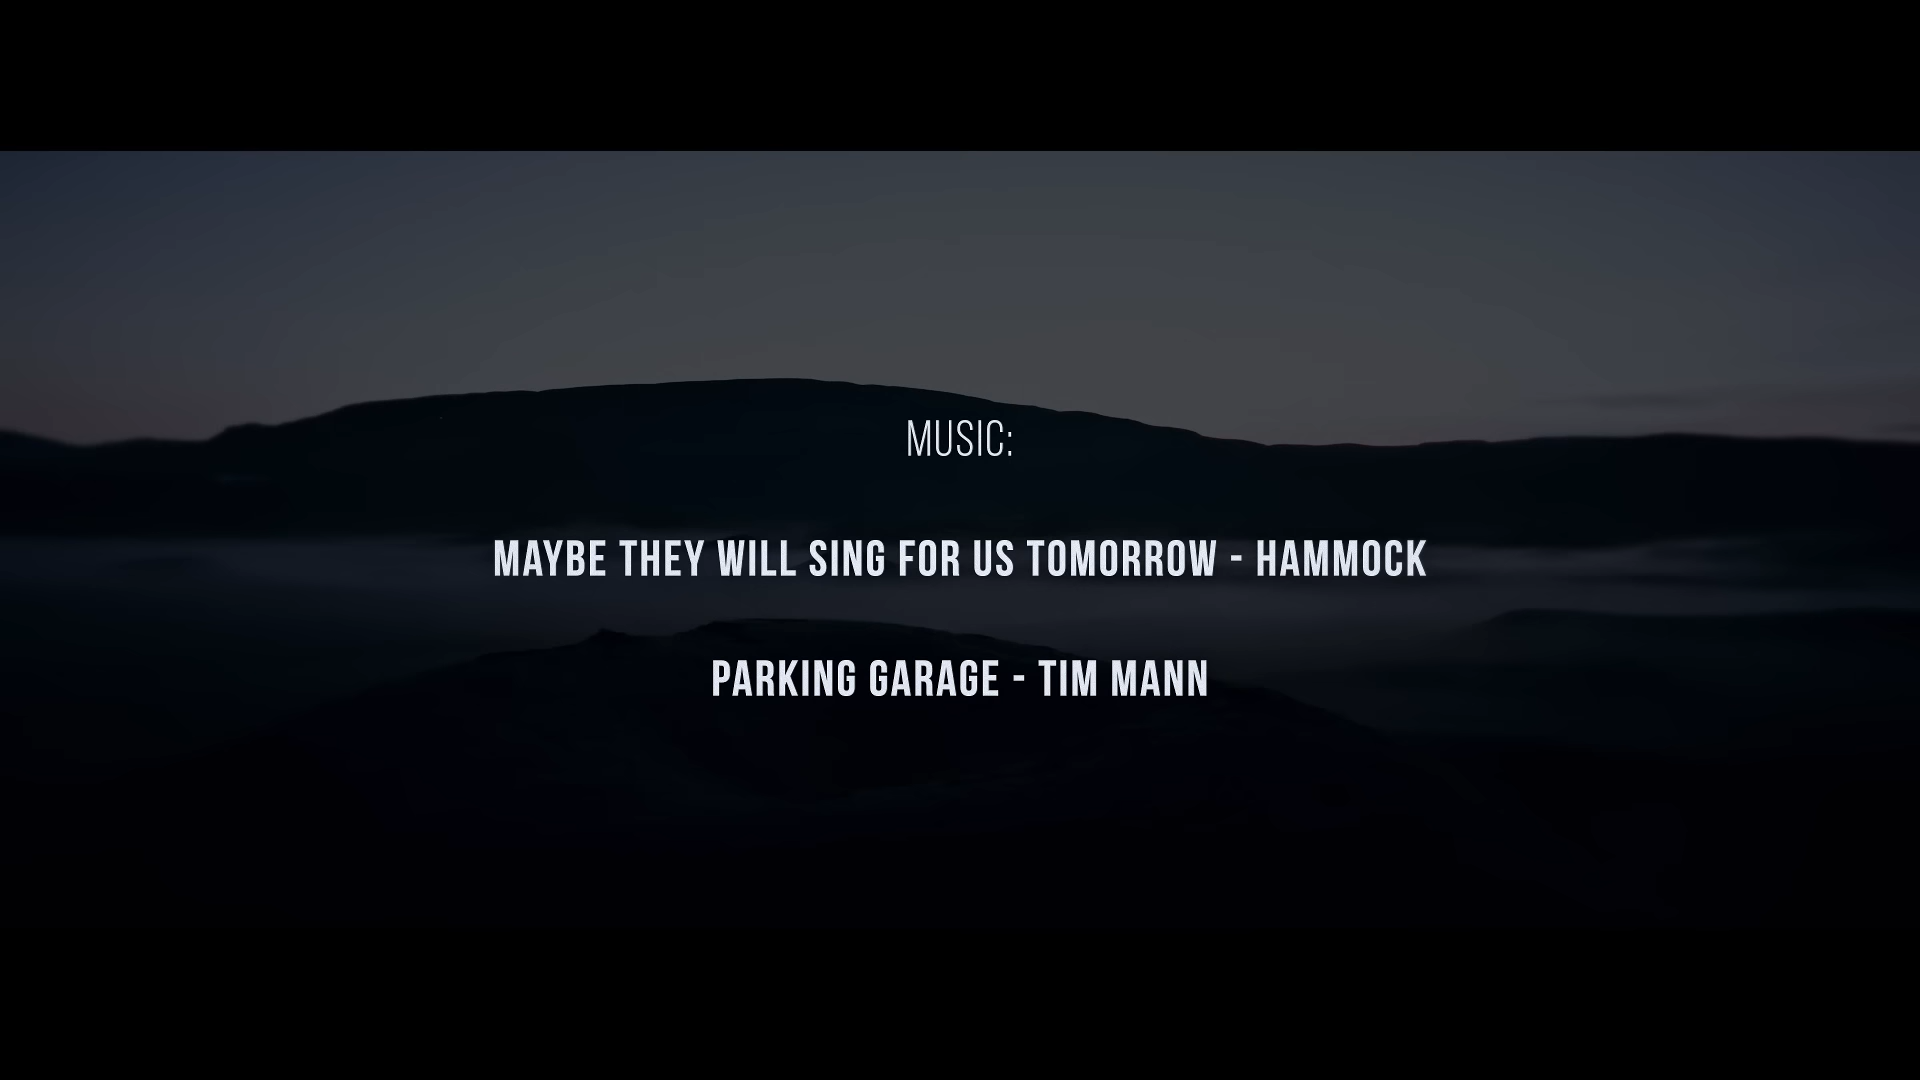 MUSIC:
MAYBE THEY WILL SING FOR US TOMORROW - HAMMOCK
PARKING GARAGE - TIM MANN